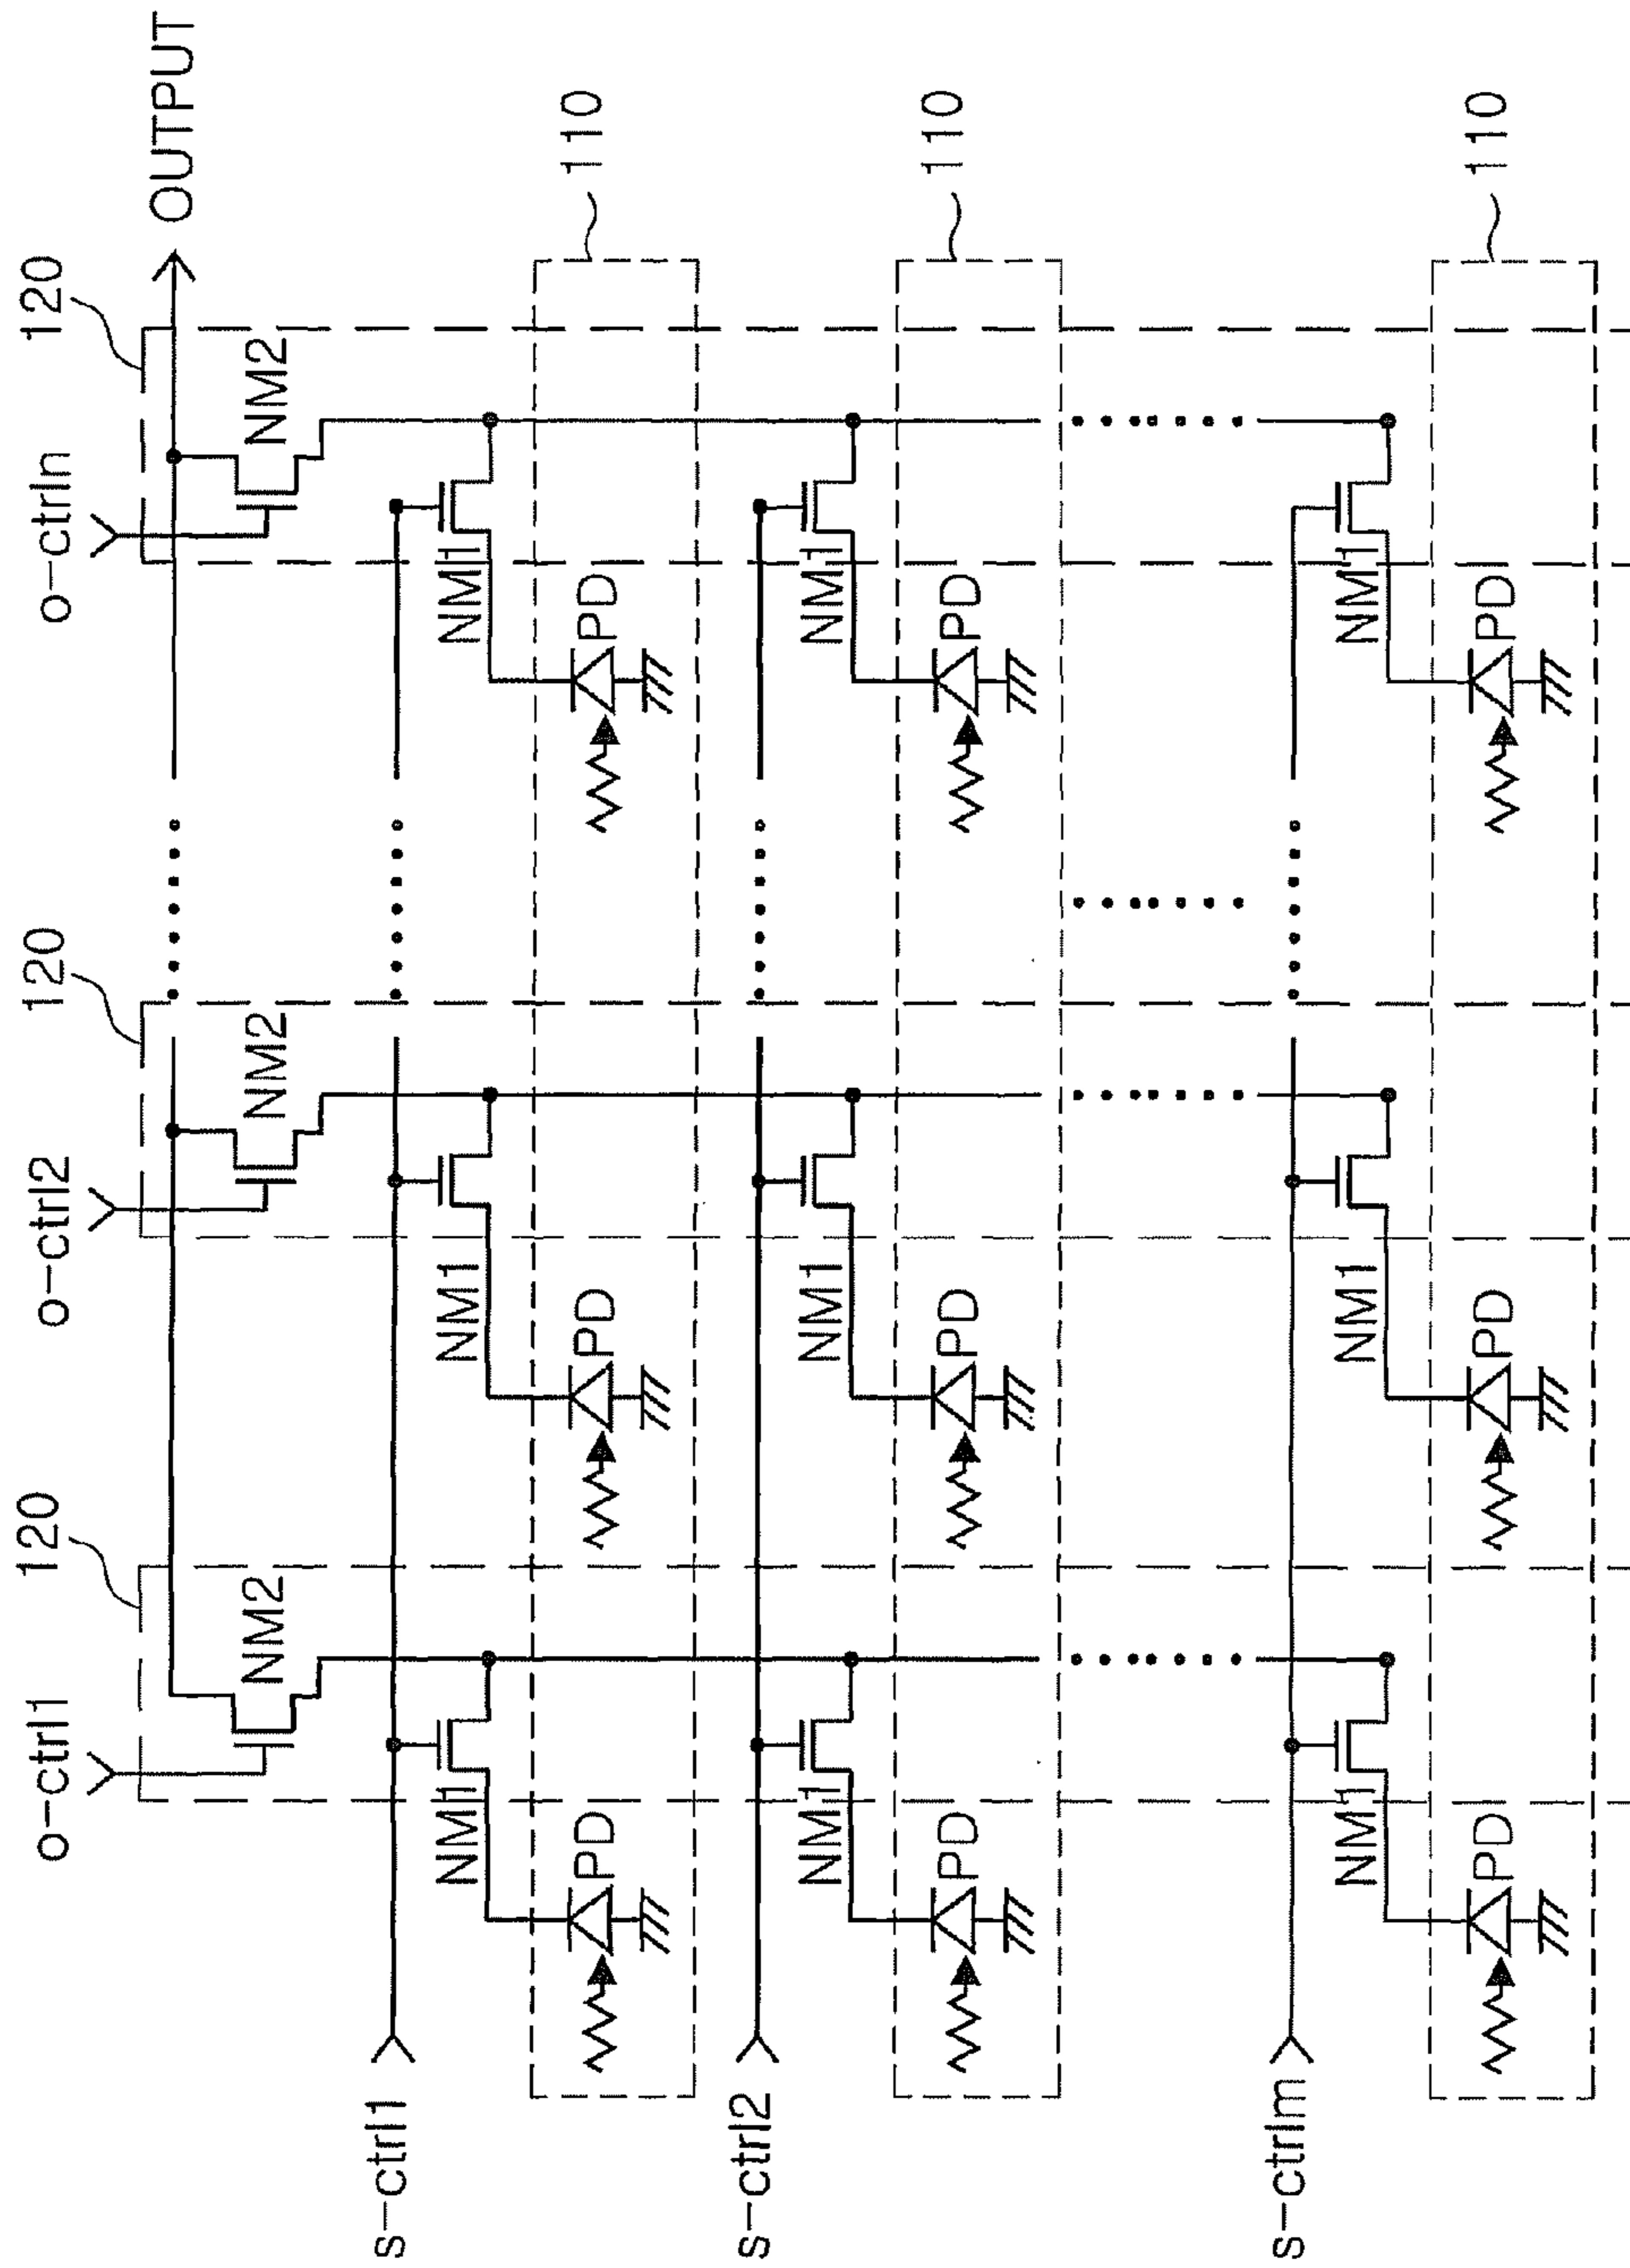 o-ctrl1
120
o-ctrl2
120
o-ctrln
120
OUTPUT
NM2
NM2
NM2
s-ctrl1
NM1
NM1
NM1
PD
PD
PD
110
s-ctrl2
NM1
NM1
NM1
PD
PD
PD
110
s-ctrlm
NM1
NM1
NM1
PD
PD
PD
110